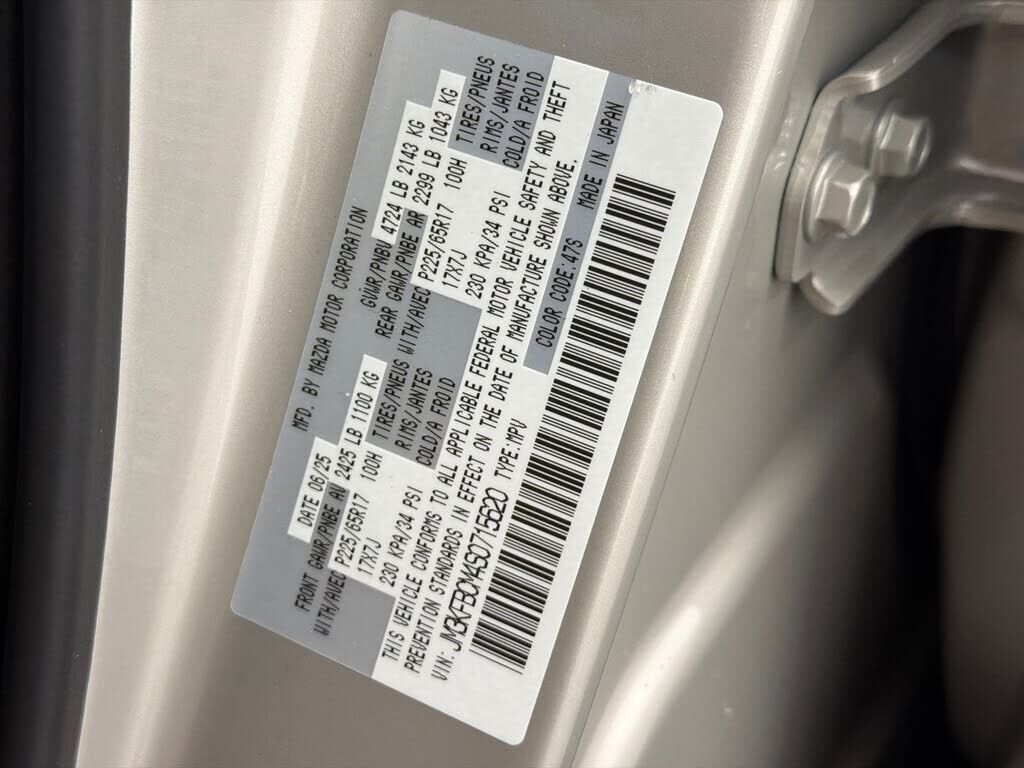 MFD. BY MAZDA MOTOR CORPORATION
DATE 06/25 GVWR/PNBV 4724 LB 2143 KG
FRONT GAWR/PNBE AV 2425 LB 1100 KG REAR GAWR/PNBE AR 2299 LB 1043 KG
WITH/AVEC P225/65R17 100H TIRES/PNEUS WITH/AVEC P225/65R17 100H TIRES/PNEUS
17X7J RIMS/JANTES 17X7J RIMS/JANTES
230 KPA/34 PSI COLD/A FROID 230 KPA/34 PSI COLD/A FROID
THIS VEHICLE CONFORMS TO ALL APPLICABLE FEDERAL MOTOR VEHICLE SAFETY AND THEFT
PREVENTION STANDARDS IN EFFECT ON THE DATE OF MANUFACTURE SHOWN ABOVE.
VIN: JM3KFBCM4S0715620 TYPE:MPV COLOR CODE:47S MADE IN JAPAN